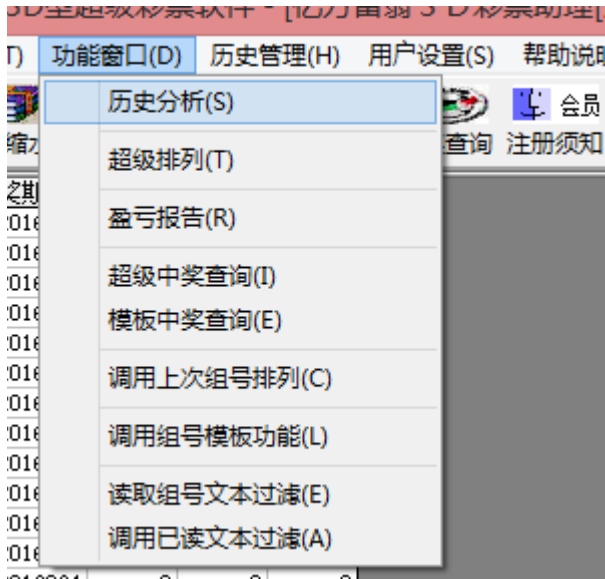 3D型超级彩票软件 - [亿万富翁3D彩票助理[
T) 功能窗口(D) 历史管理(H) 用户设置(S) 帮助说明
历史分析(S)
会员
缩水
查询 注册须知
超级排列(T)
奖期
盈亏报告(R)
超级中奖查询(I)
模板中奖查询(E)
调用上次组号排列(C)
调用组号模板功能(L)
读取组号文本过滤(E)
调用已读文本过滤(A)